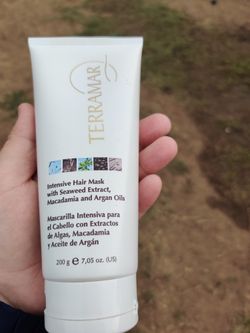 TERRAMAR
Intensive Hair Mask
with Seaweed Extract,
Macadamia and Argan Oils
Mascarilla Intensiva para
el Cabello con Extractos
de Algas, Macadamia
y Aceite de Argán
200 g e 7,05 oz. (US)